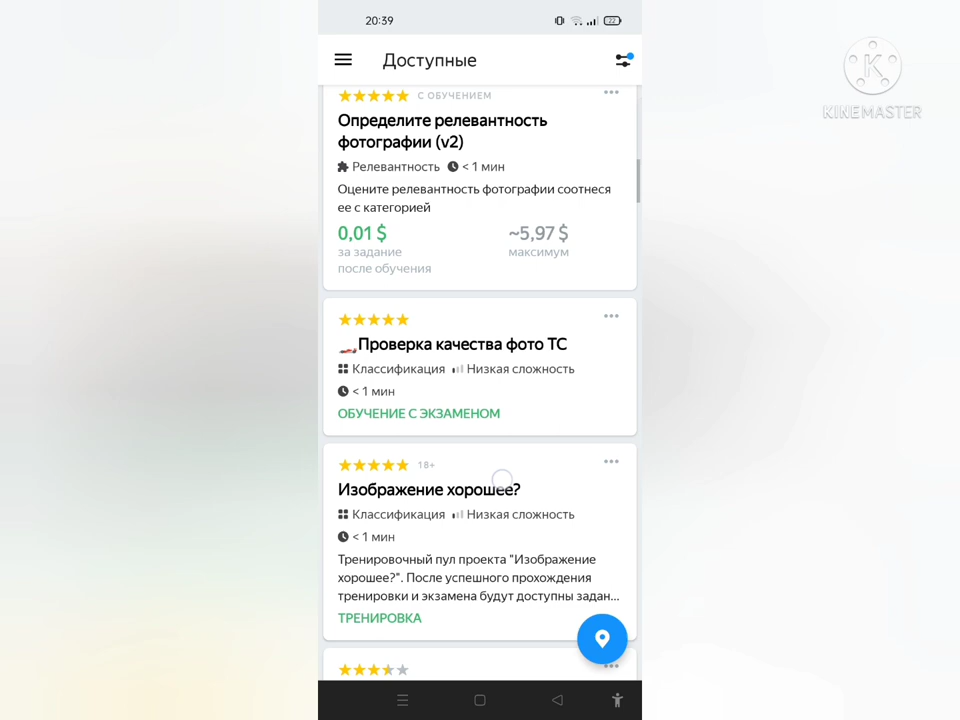 20:39
22
Доступные
KINEMASTER
С ОБУЧЕНИЕМ
Определите релевантность
фотографии (v2)
Релевантность < 1 мин
Оцените релевантность фотографии соотнеся
ее с категорией
0,01 $ ~5,97 $
за задание максимум
после обучения
Проверка качества фото ТС
Классификация Низкая сложность
< 1 мин
ОБУЧЕНИЕ С ЭКЗАМЕНОМ
18+
Изображение хорошее?
Классификация Низкая сложность
< 1 мин
Тренировочный пул проекта "Изображение
хорошее?". После успешного прохождения
тренировки и экзамена будут доступны задан...
ТРЕНИРОВКА